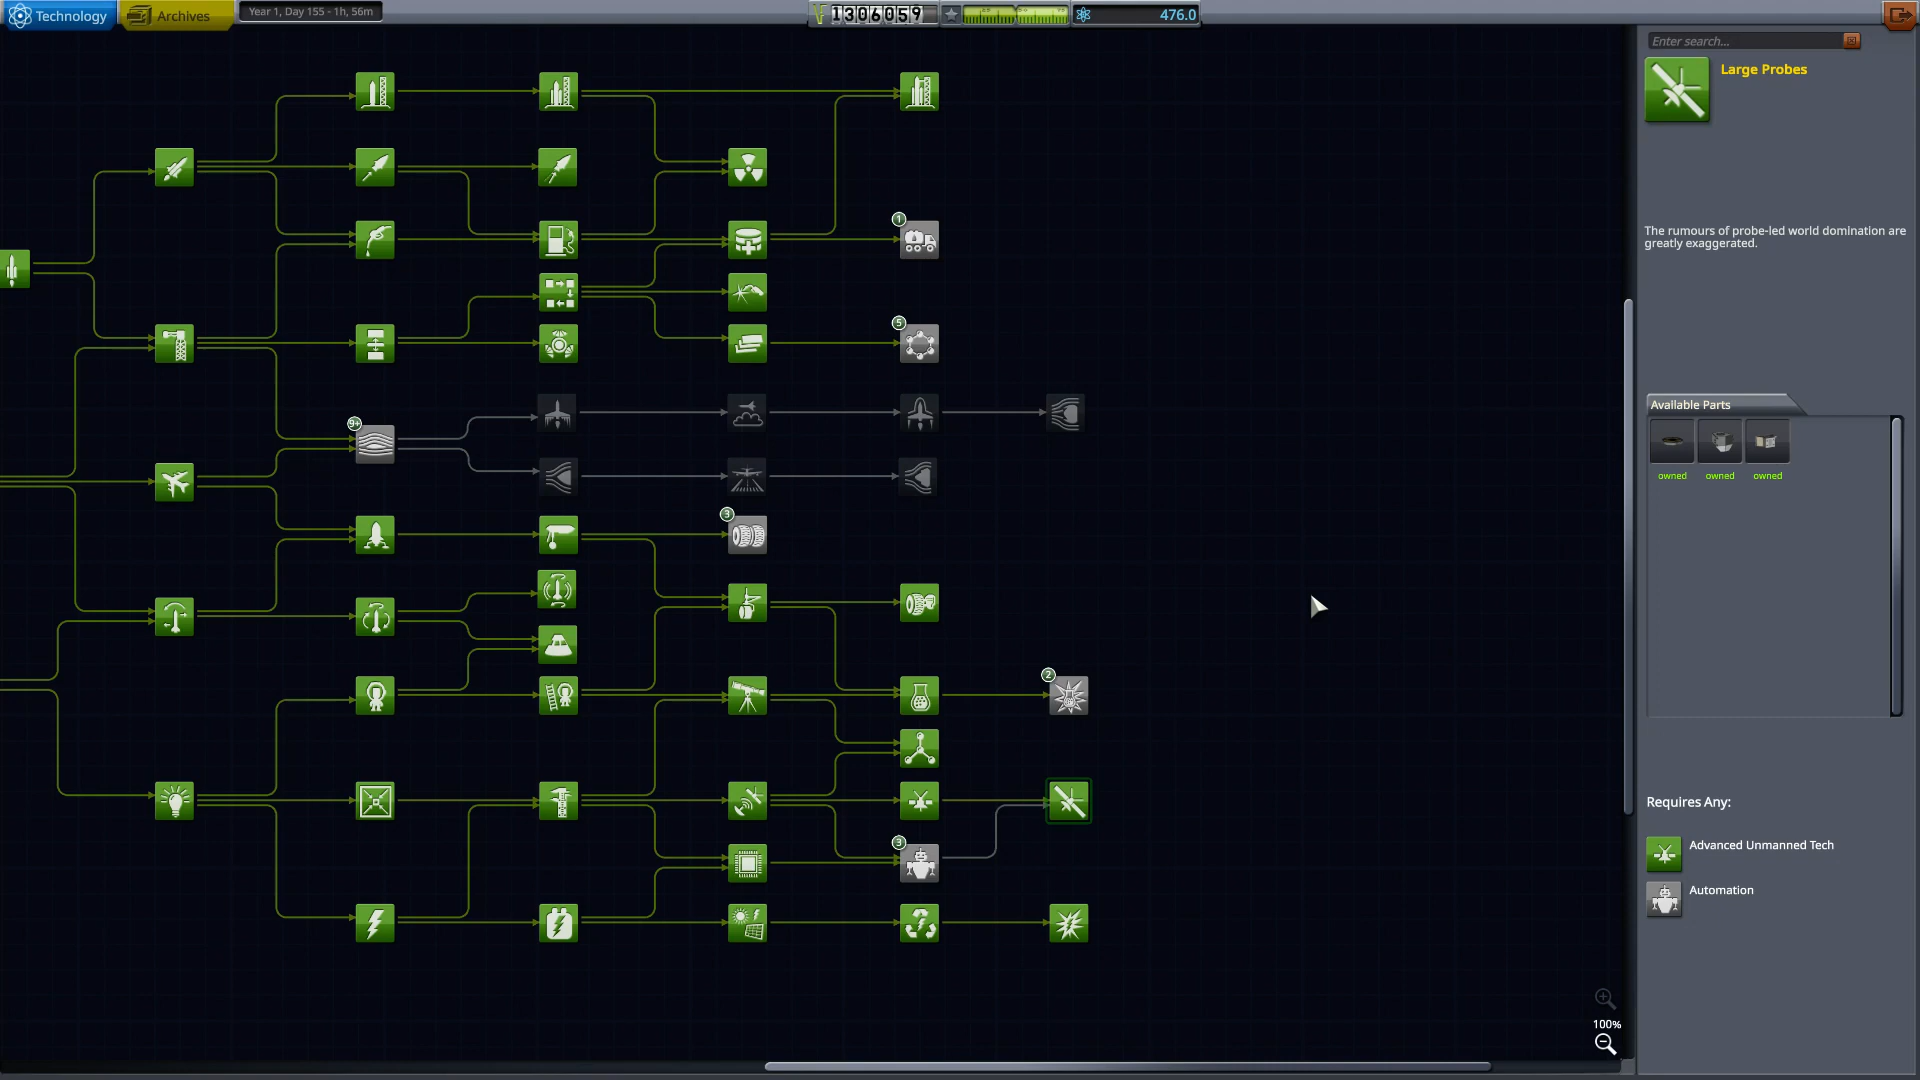 Technology
Archives
Year 1, Day 155 - 1h, 56m
1306059
476.0
Enter search...
Large Probes
The rumours of probe-led world domination are
greatly exaggerated.
Available Parts
owned owned owned
Requires Any:
Advanced Unmanned Tech
Automation
1
5
9+
3
2
3
100%